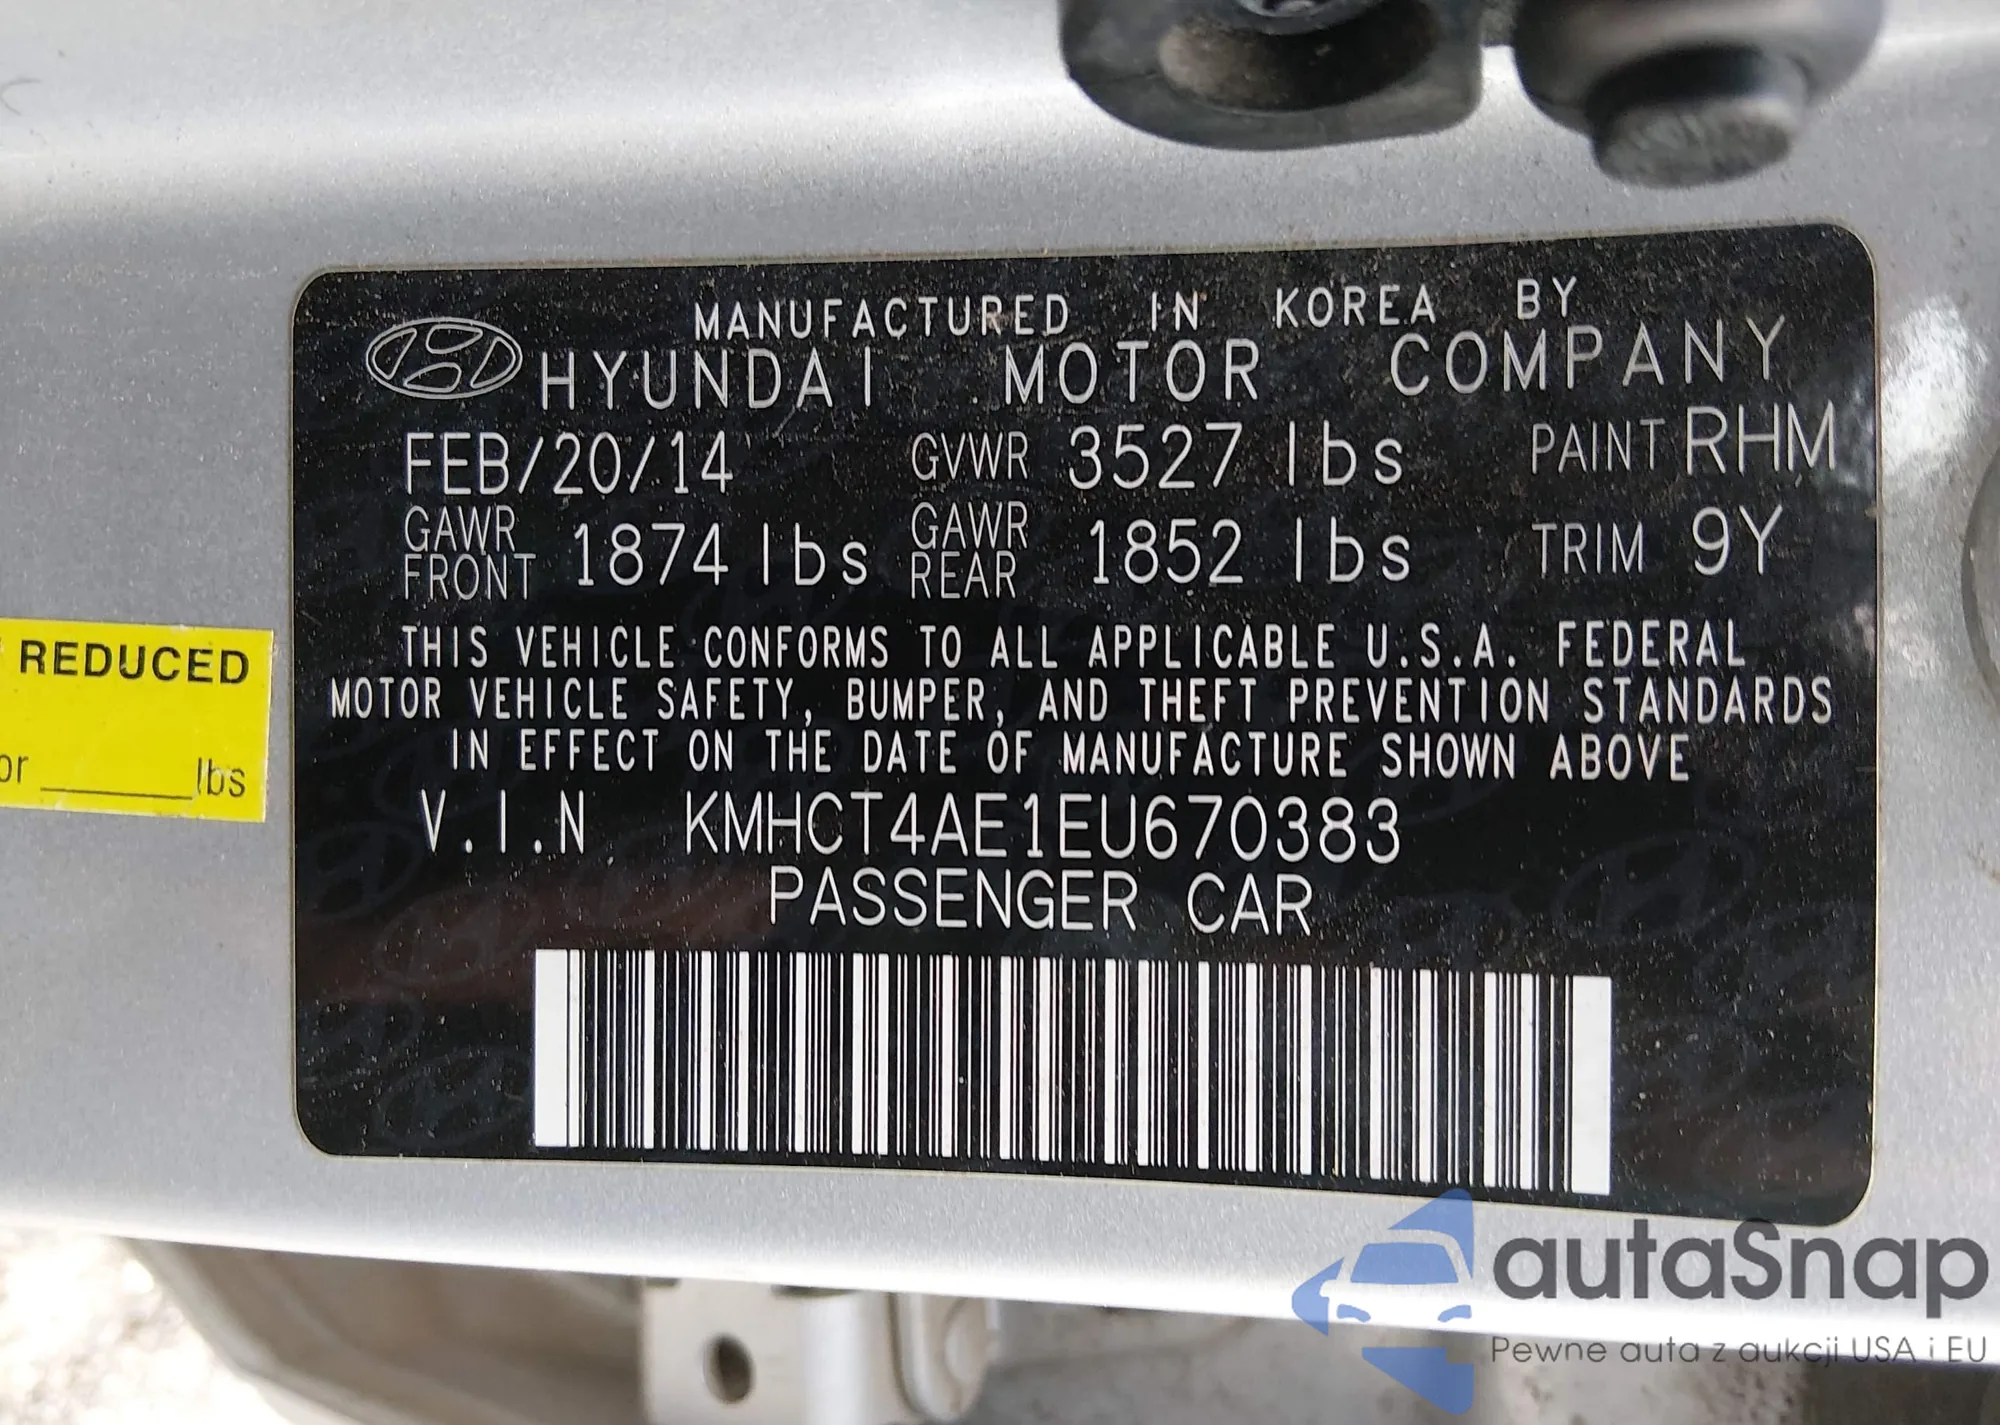 MANUFACTURED IN KOREA BY
HYUNDAI MOTOR COMPANY
FEB/20/14 GVWR 3527 lbs PAINT RHM
GAWR FRONT 1874 lbs GAWR REAR 1852 lbs TRIM 9Y
THIS VEHICLE CONFORMS TO ALL APPLICABLE U.S.A. FEDERAL
MOTOR VEHICLE SAFETY, BUMPER, AND THEFT PREVENTION STANDARDS
IN EFFECT ON THE DATE OF MANUFACTURE SHOWN ABOVE
V.I.N KMHCT4AE1EU670383
PASSENGER CAR
REDUCED
or ______ lbs
autaSnap
Pewne auta z aukcji USA i EU